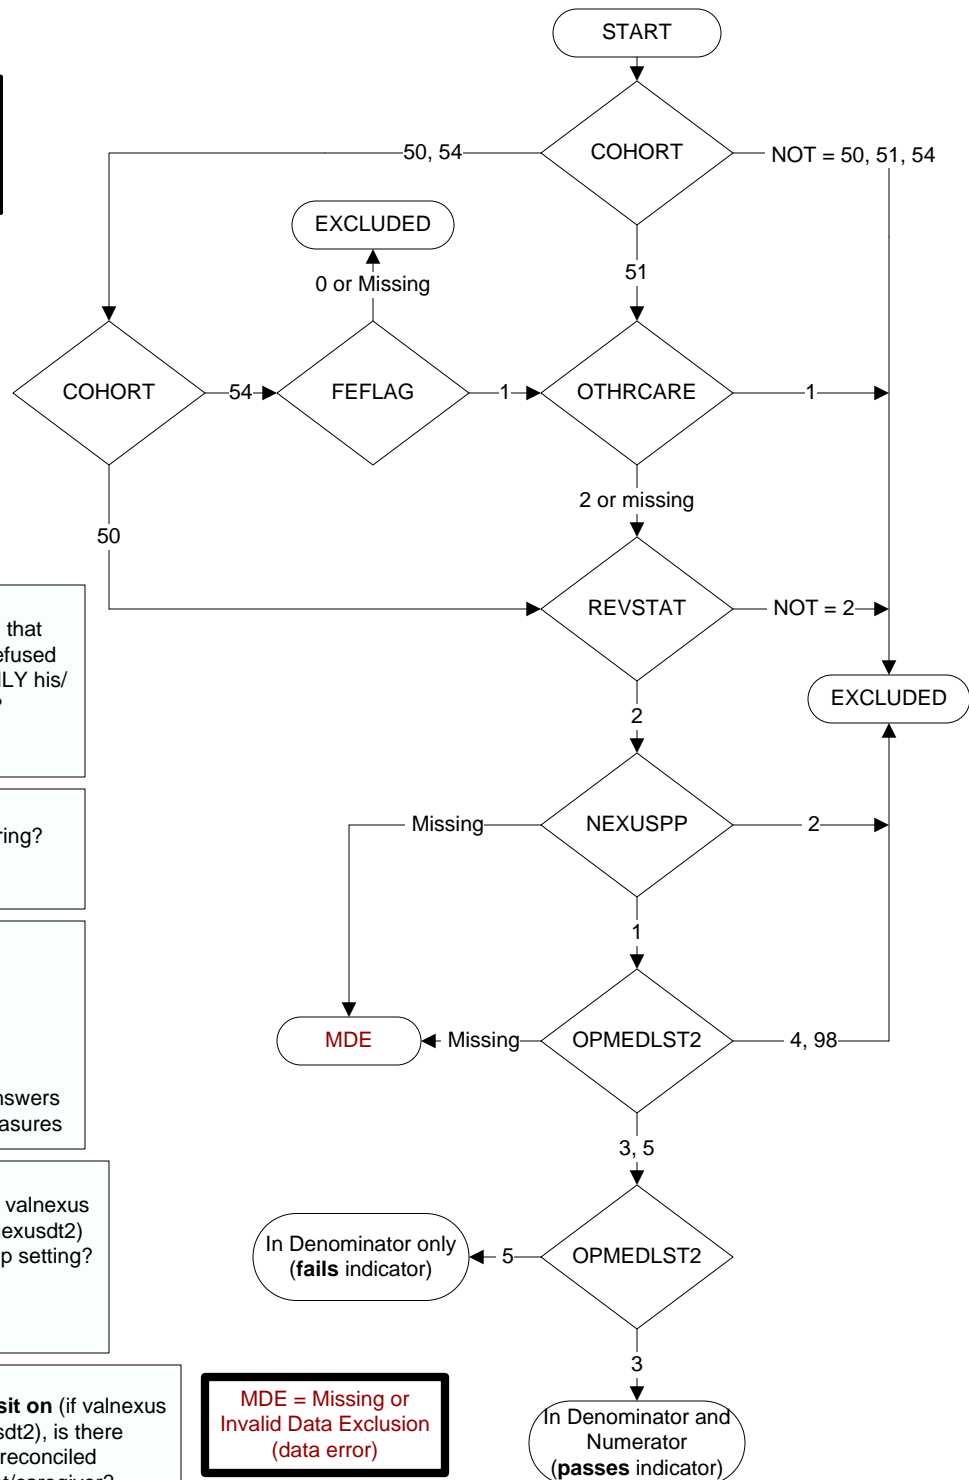 START
COHORT
50, 54
NOT = 50, 51, 54
EXCLUDED
0 or Missing
51
COHORT
54
FEFLAG
1
OTHRCARE
1
2 or missing
50
REVSTAT
NOT = 2
that
efused
LY his/
?
EXCLUDED
2
Missing
NEXUSPP
2
ring?
1
MDE
Missing
OPMEDLST2
4, 98
nswers
asures
3, 5
valnexus
exusdt2)
p setting?
In Denominator only
(fails indicator)
5
OPMEDLST2
3
sit on (if valnexus
sdt2), is there
reconciled
nt/caregiver?
MDE = Missing or
Invalid Data Exclusion
(data error)
In Denominator and
Numerator
(passes indicator)